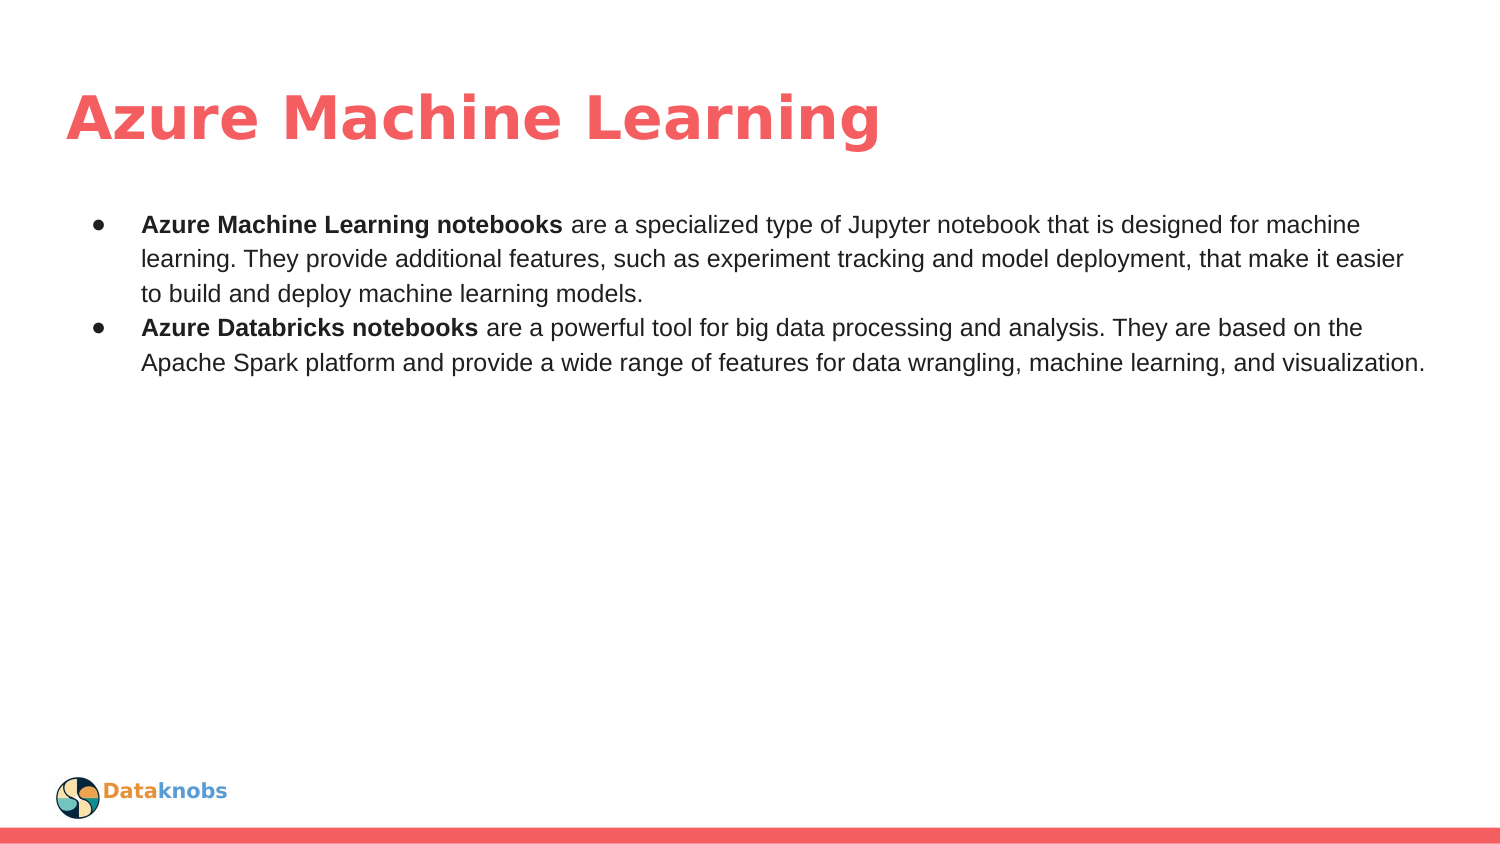 Azure Machine Learning
● Azure Machine Learning notebooks are a specialized type of Jupyter notebook that is designed for machine
learning. They provide additional features, such as experiment tracking and model deployment, that make it easier
to build and deploy machine learning models.
● Azure Databricks notebooks are a powerful tool for big data processing and analysis. They are based on the
Apache Spark platform and provide a wide range of features for data wrangling, machine learning, and visualization.
Dataknobs